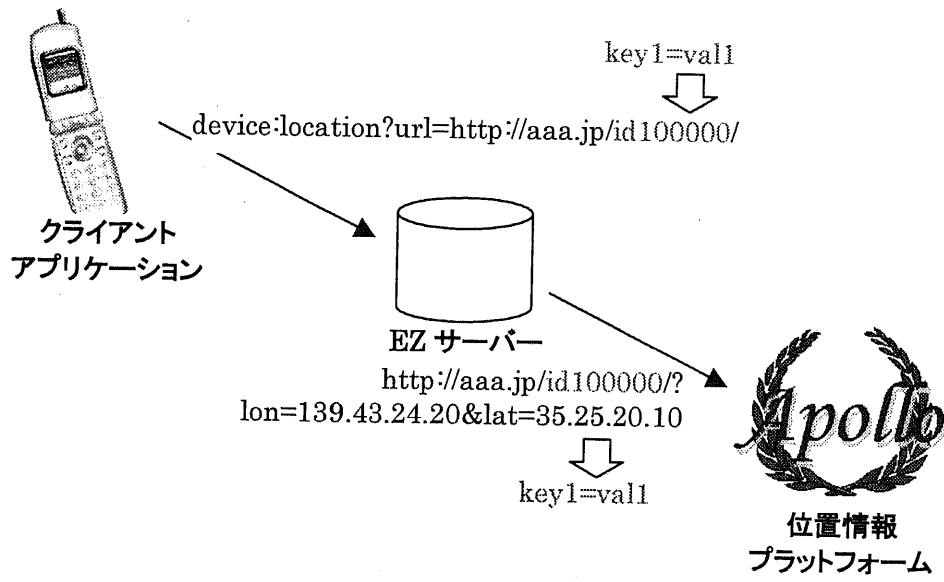 key1=val1
device:location?url=http://aaa.jp/id100000/
クライアント
アプリケーション
EZ サーバー
http://aaa.jp/id100000/?
lon=139.43.24.20&lat=35.25.20.10
key1=val1
Apollo
位置情報
プラットフォーム